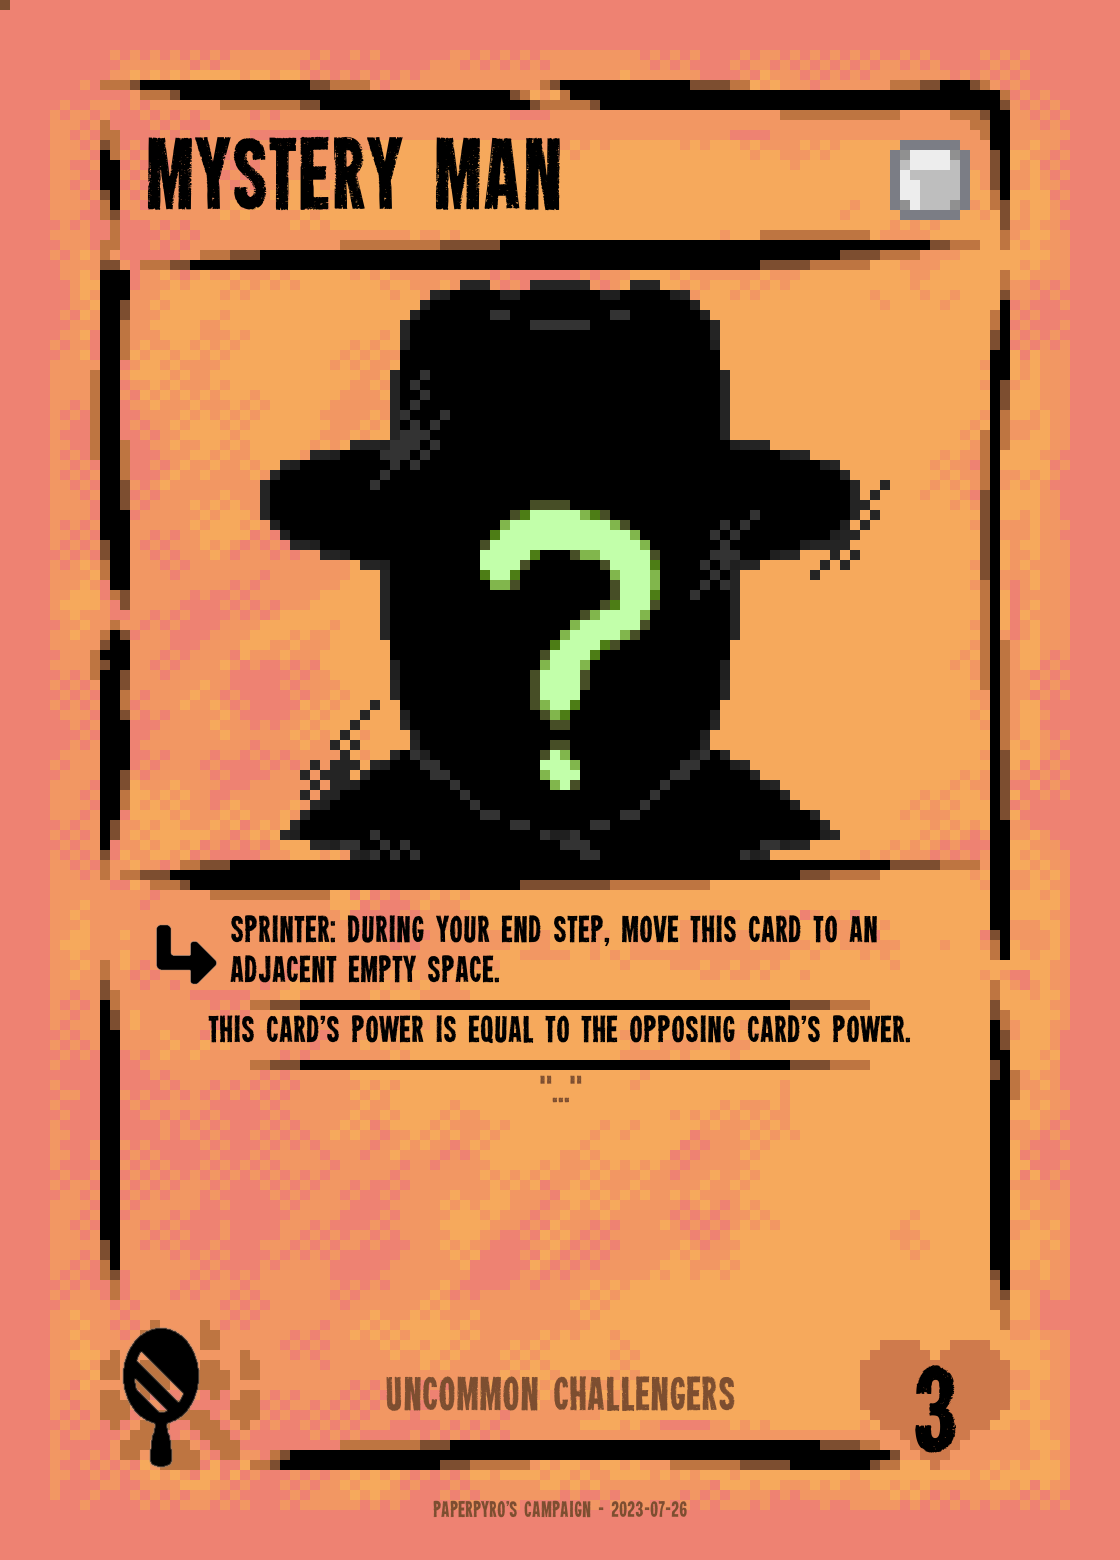 MYSTERY MAN
?
SPRINTER: DURING YOUR END STEP, MOVE THIS CARD TO AN
ADJACENT EMPTY SPACE.
THIS CARD'S POWER IS EQUAL TO THE OPPOSING CARD'S POWER.
"..."
UNCOMMON CHALLENGERS
3
PAPERPYRO'S CAMPAIGN - 2023-07-26